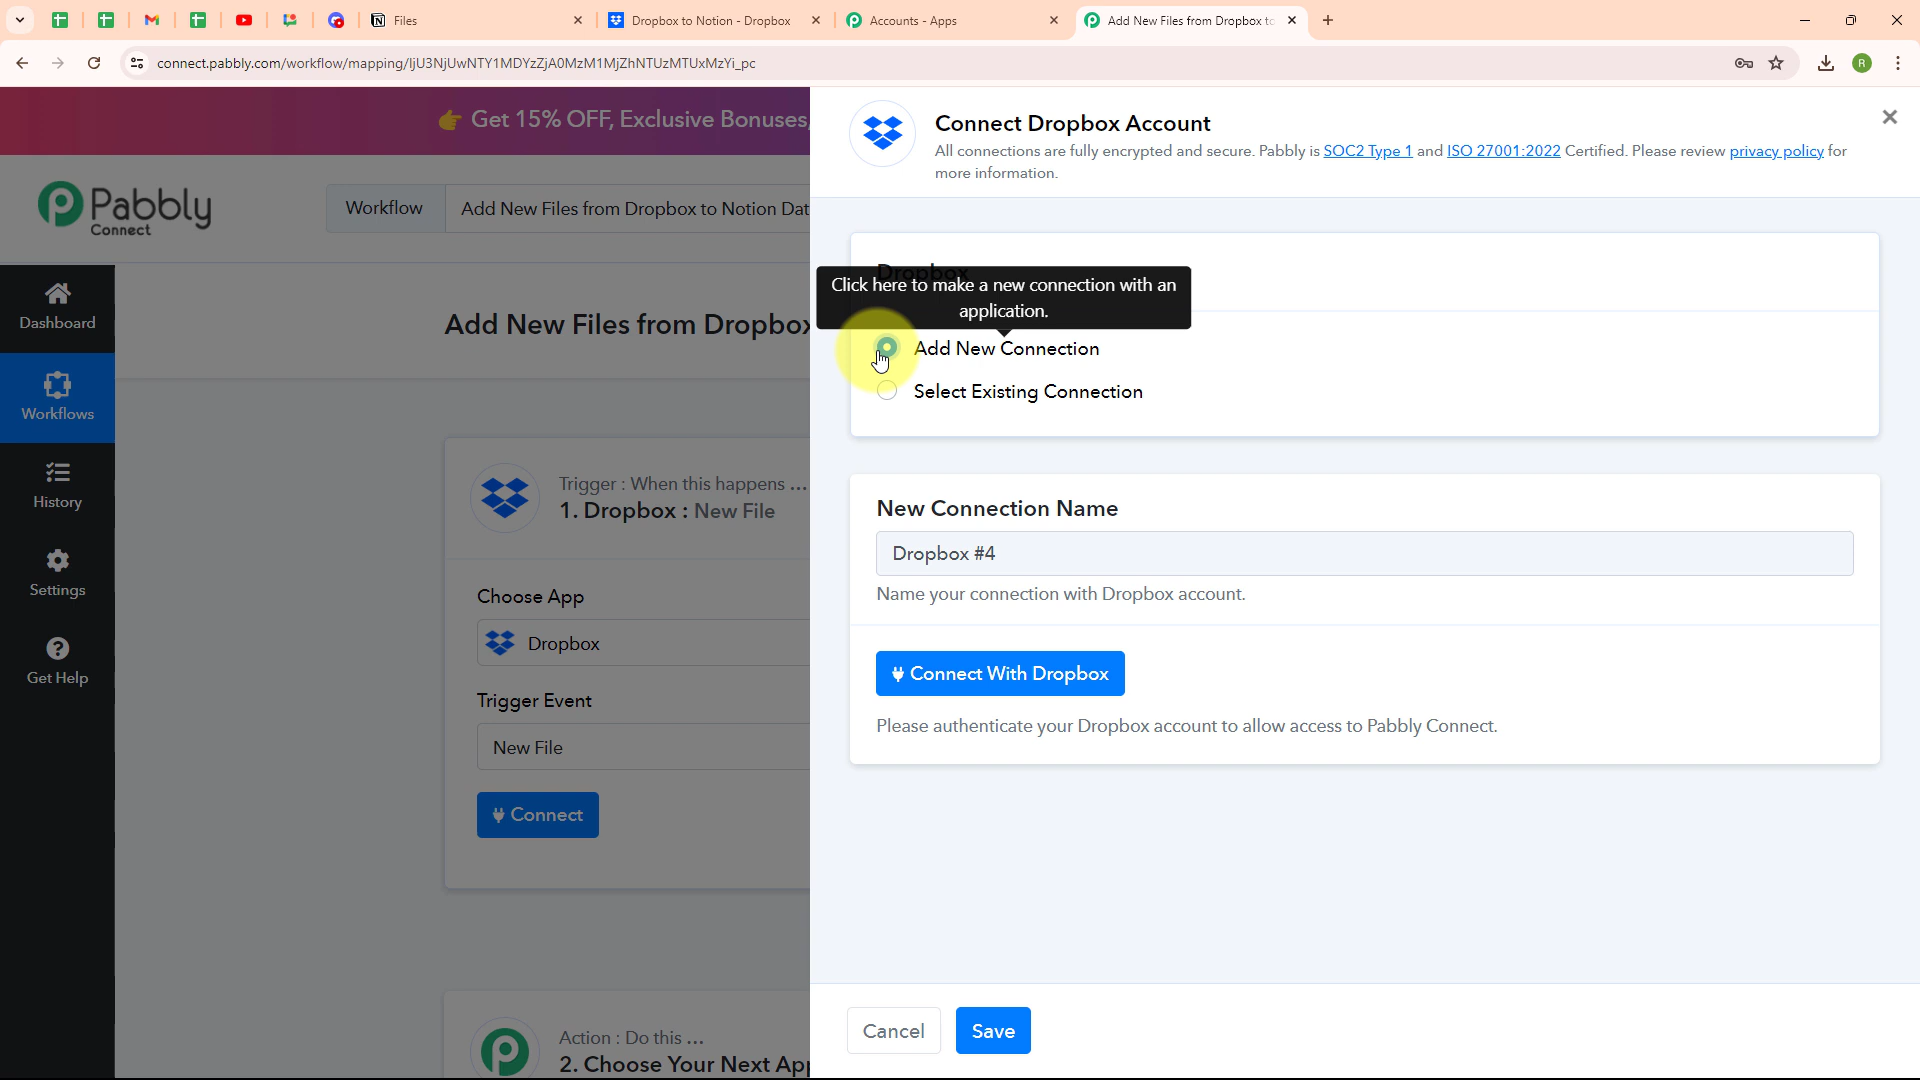 Files
Dropbox to Notion - Dropbox
Accounts - Apps
Add New Files from Dropbox to
connect.pabbly.com/workflow/mapping/IjU3NjUwNTY1MDYzZjA0MzM1MjZhNTUzMTUxMzYi_pc
R
Get 15% OFF, Exclusive Bonuses,
Pabbly
Connect
Workflow
Add New Files from Dropbox to Notion Dat
Dashboard
Workflows
History
Settings
Get Help
Add New Files from Dropbox
Trigger : When this happens ...
1. Dropbox : New File
Choose App
Dropbox
Trigger Event
New File
Connect
Action : Do this ...
2. Choose Your Next App
Connect Dropbox Account
All connections are fully encrypted and secure. Pabbly is SOC2 Type 1 and ISO 27001:2022 Certified. Please review privacy policy for
more information.
Dropbox
Click here to make a new connection with an
application.
Add New Connection
Select Existing Connection
New Connection Name
Dropbox #4
Name your connection with Dropbox account.
Connect With Dropbox
Please authenticate your Dropbox account to allow access to Pabbly Connect.
Cancel
Save